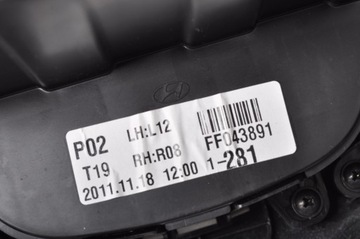 P02 LH:L12
T19 RH:R08 FF043891
2011.11.18 12:00 1-281